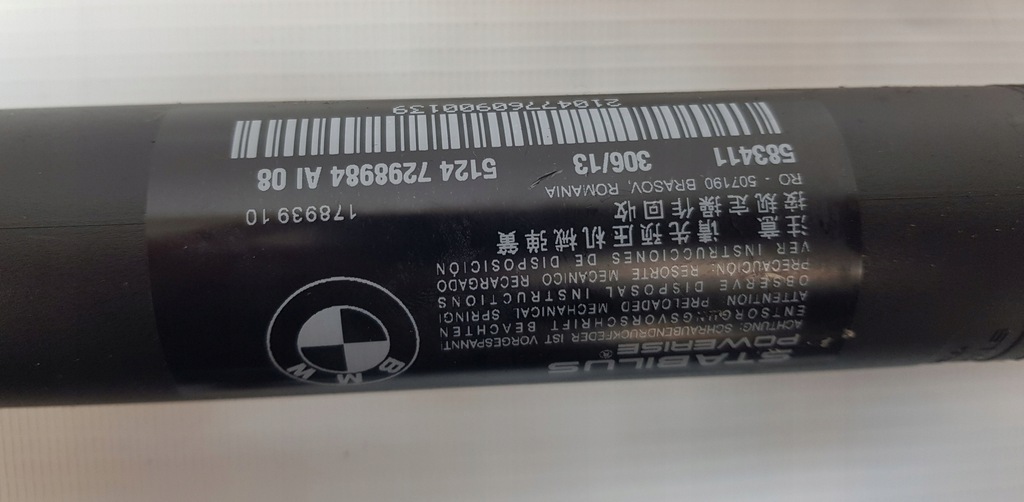 STABILUS
POWERISE®
ACHTUNG: SCHRAUBENDRUCKFEDER IST VORGESPANNT
ENTSORGUNGSVORSCHRIFT BEACHTEN
ATTENTION: PRELOADED MECHANICAL SPRING
OBSERVE DISPOSAL INSTRUCTIONS
PRECAUCIÓN: RESORTE MECÁNICO RECARGADO
VER INSTRUCCIONES DE DISPOSICIÓN
注意 请先预压机械弹簧
按规定操作回收
RO - 507190 BRASOV, ROMANIA
583411 306/13 5124 7298984 AI 08
21047760900139
BMW
178939 10